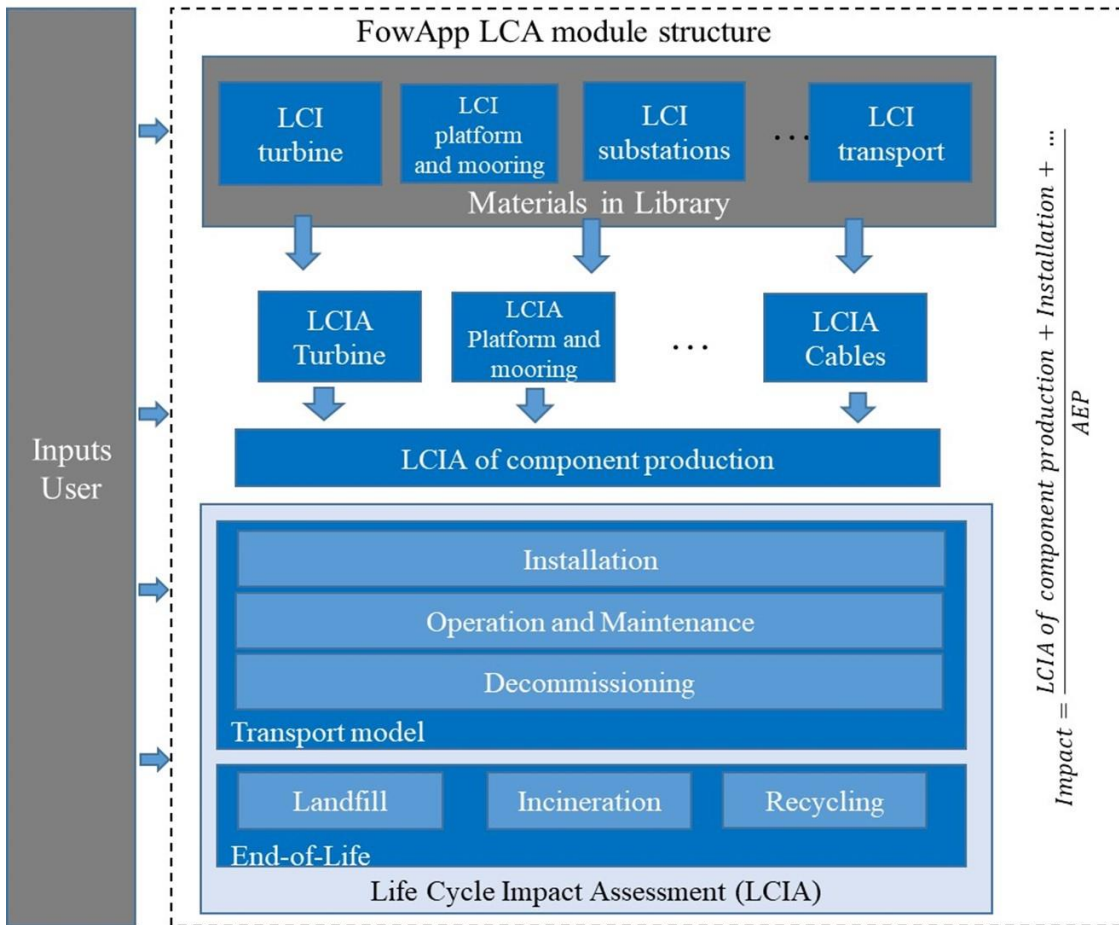 FowApp LCA module structure
Inputs
User
LCI
turbine
LCI
platform
and mooring
LCI
substations
...
LCI
transport
Materials in Library
LCIA
Turbine
LCIA
Platform and
mooring
...
LCIA
Cables
LCIA of component production
Installation
Operation and Maintenance
Decommissioning
Transport model
Landfill
Incineration
Recycling
End-of-Life
Life Cycle Impact Assessment (LCIA)
Impact = LCIA of component production + Installation + ...
AEP